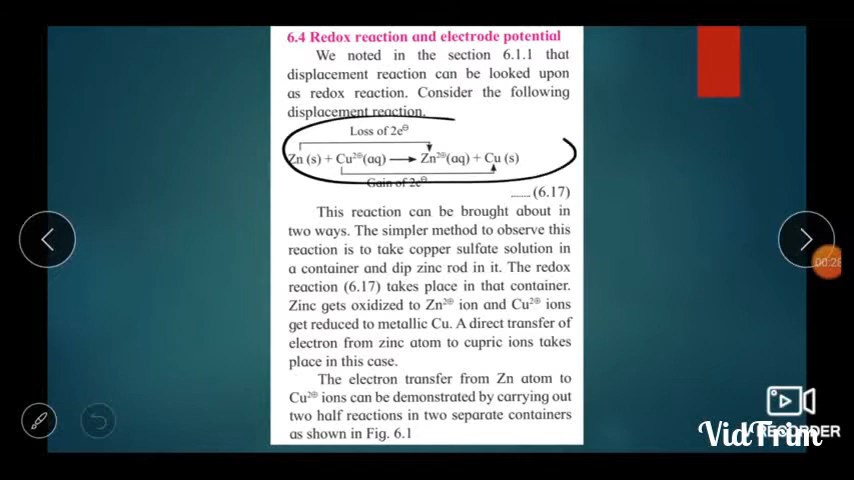 6.4 Redox reaction and electrode potential
We noted in the section 6.1.1 that
displacement reaction can be looked upon
as redox reaction. Consider the following
displacement reaction.
Loss of 2e⊖
Zn (s) + Cu²⊕(aq) ⟶ Zn²⊕(aq) + Cu (s)
Gain of 2e⊖
....... (6.17)
This reaction can be brought about in
two ways. The simpler method to observe this
reaction is to take copper sulfate solution in
a container and dip zinc rod in it. The redox
reaction (6.17) takes place in that container.
Zinc gets oxidized to Zn²⊕ ion and Cu²⊕ ions
get reduced to metallic Cu. A direct transfer of
electron from zinc atom to cupric ions takes
place in this case.
The electron transfer from Zn atom to
Cu²⊕ ions can be demonstrated by carrying out
two half reactions in two separate containers
as shown in Fig. 6.1
00:28
RECORDER
VidTrim